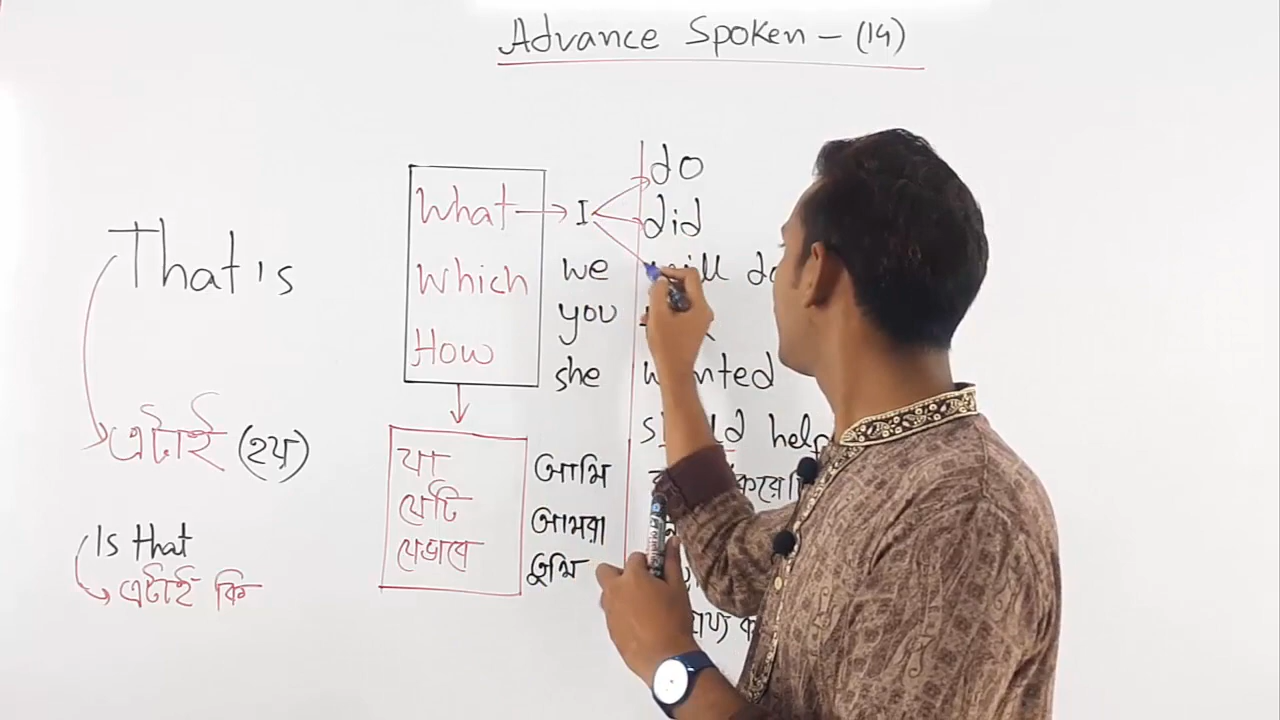 Advance Spoken - (14)
do
What I did
That's
Which we will do
How you
she wanted
should help
এটাই (হয়)
যা আমি
যেটি আমরা
যেভাবে তুমি
Is that
এটাই কি